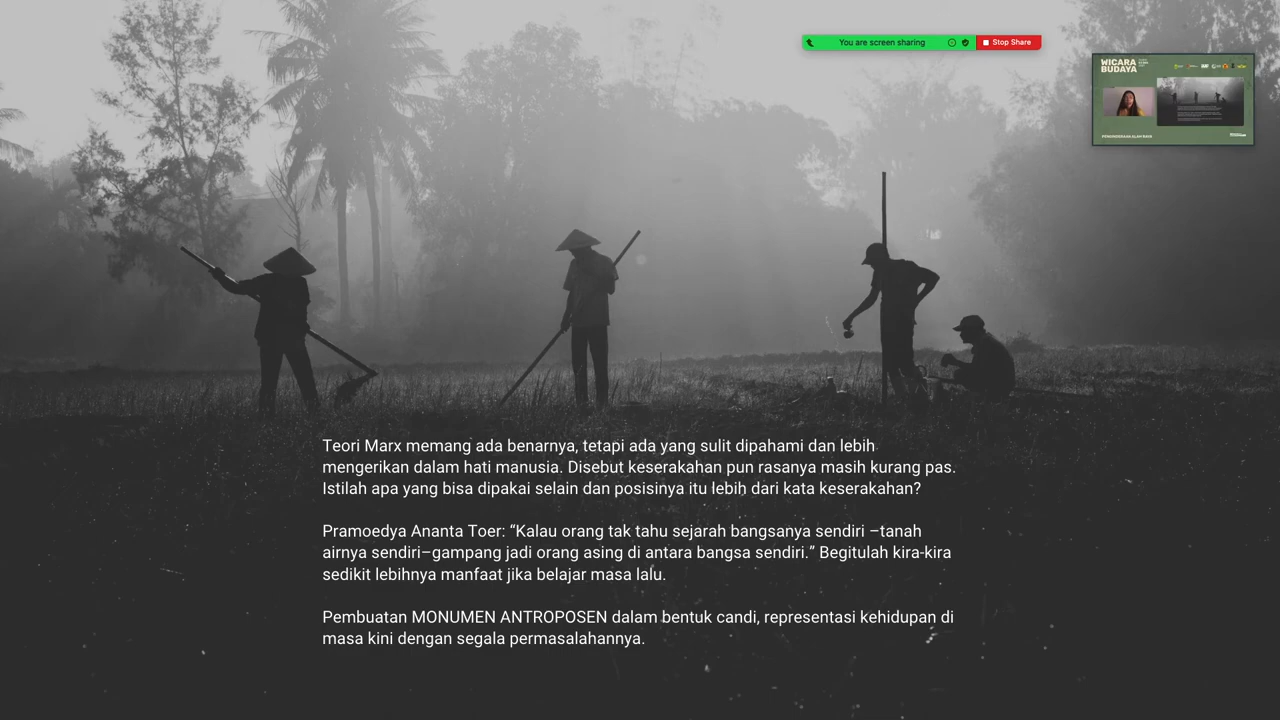 You are screen sharing
Stop Share
WICARA
BUDAYA
Teori Marx memang ada benarnya, tetapi ada yang sulit dipahami dan lebih
mengerikan dalam hati manusia. Disebut keserakahan pun rasanya masih kurang pas.
Istilah apa yang bisa dipakai selain dan posisinya itu lebih dari kata keserakahan?
Pramoedya Ananta Toer: “Kalau orang tak tahu sejarah bangsanya sendiri –tanah
airnya sendiri–gampang jadi orang asing di antara bangsa sendiri.” Begitulah kira-kira
sedikit lebihnya manfaat jika belajar masa lalu.
Pembuatan MONUMEN ANTROPOSEN dalam bentuk candi, representasi kehidupan di
masa kini dengan segala permasalahannya.